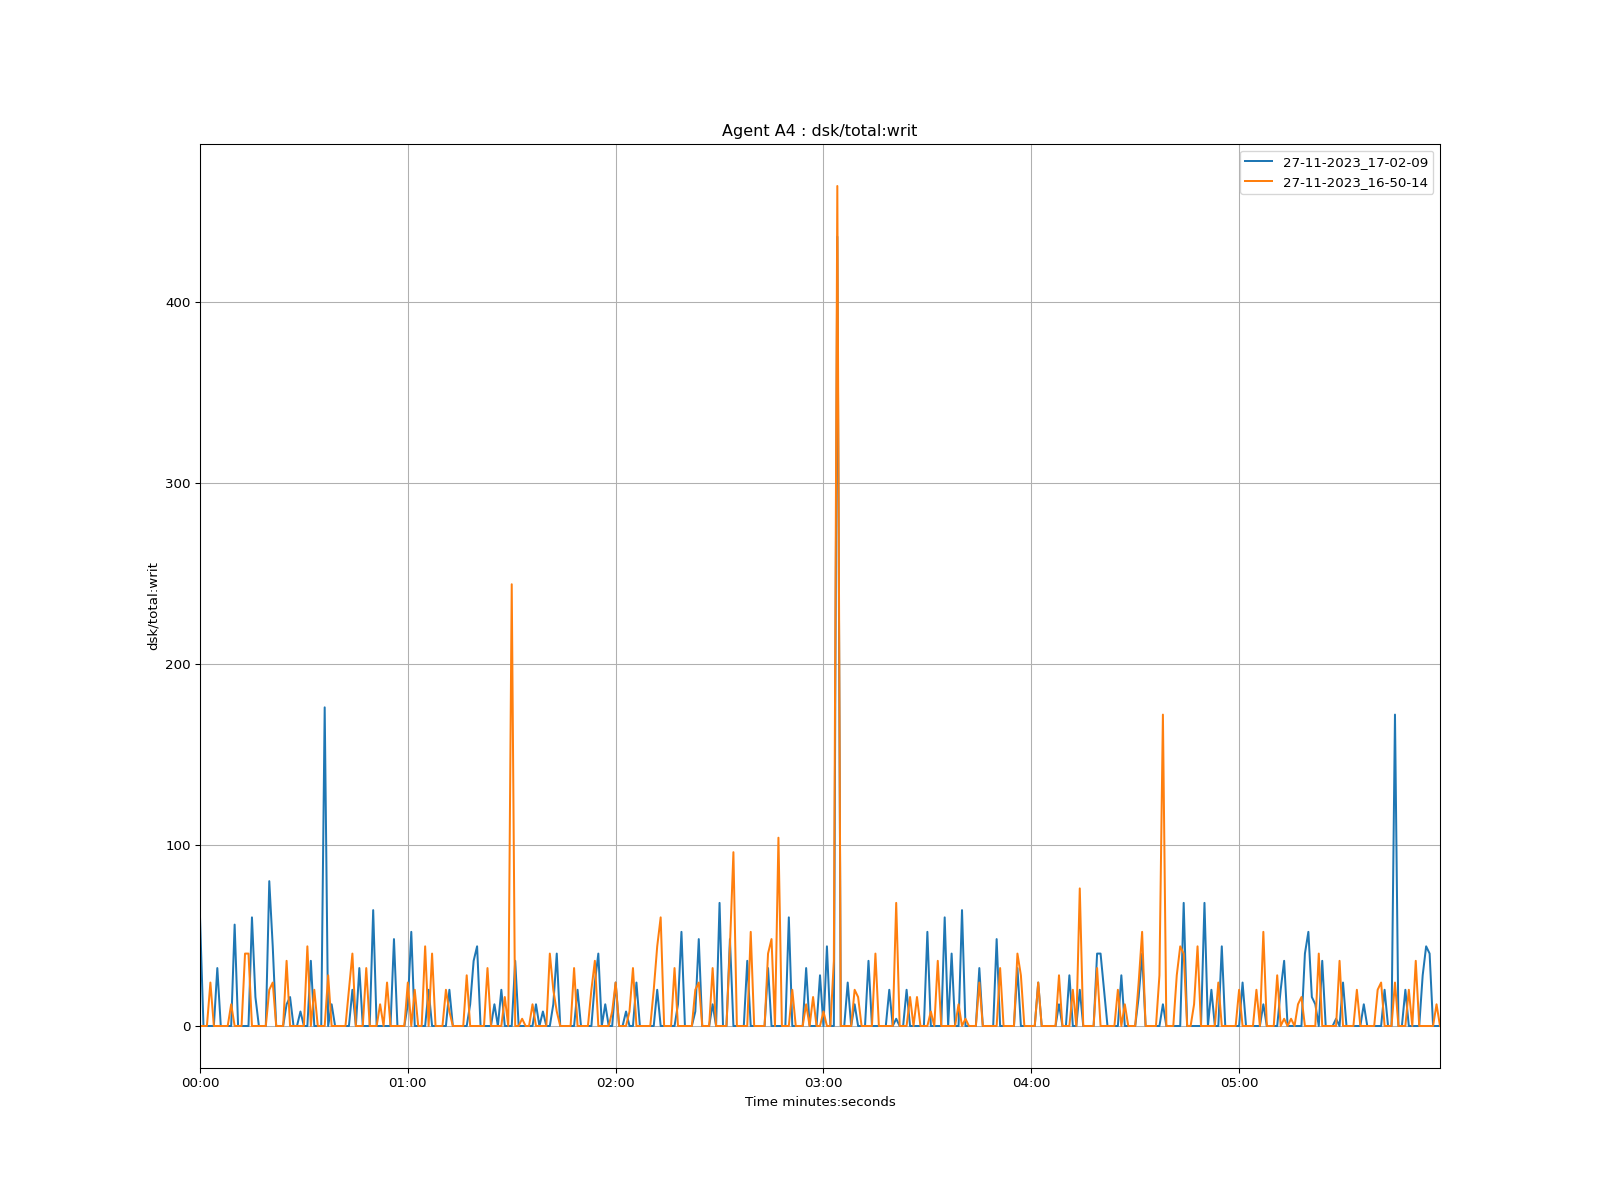 Agent A4 : dsk/total:writ
27-11-2023_17-02-09
27-11-2023_16-50-14
dsk/total:writ
400
300
200
100
0
00:00 01:00 02:00 03:00 04:00 05:00
Time minutes:seconds